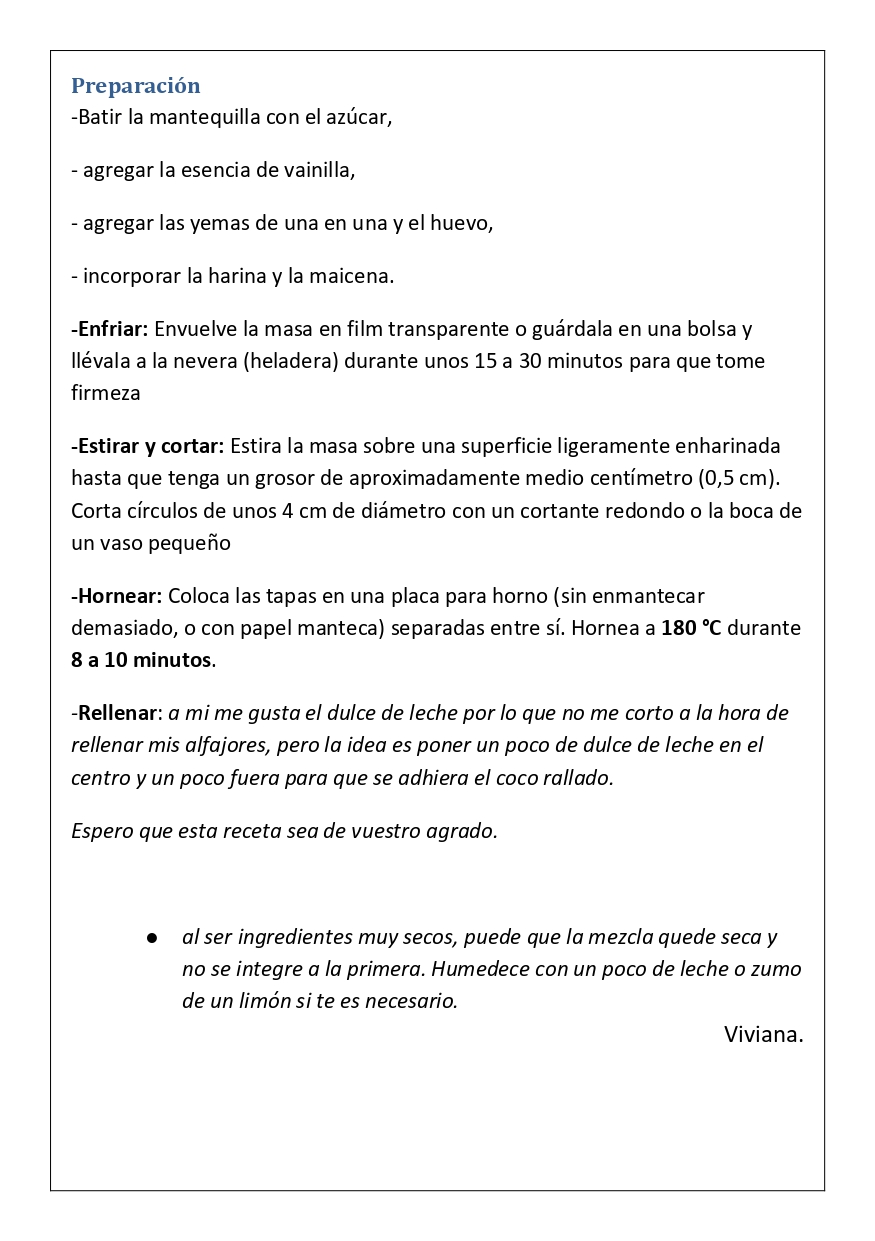 Preparación
-Batir la mantequilla con el azúcar,
- agregar la esencia de vainilla,
- agregar las yemas de una en una y el huevo,
- incorporar la harina y la maicena.
-Enfriar: Envuelve la masa en film transparente o guárdala en una bolsa y
llévala a la nevera (heladera) durante unos 15 a 30 minutos para que tome
firmeza
-Estirar y cortar: Estira la masa sobre una superficie ligeramente enharinada
hasta que tenga un grosor de aproximadamente medio centímetro (0,5 cm).
Corta círculos de unos 4 cm de diámetro con un cortante redondo o la boca de
un vaso pequeño
-Hornear: Coloca las tapas en una placa para horno (sin enmantecar
demasiado, o con papel manteca) separadas entre sí. Hornea a 180 °C durante
8 a 10 minutos.
-Rellenar: a mi me gusta el dulce de leche por lo que no me corto a la hora de
rellenar mis alfajores, pero la idea es poner un poco de dulce de leche en el
centro y un poco fuera para que se adhiera el coco rallado.
Espero que esta receta sea de vuestro agrado.
● al ser ingredientes muy secos, puede que la mezcla quede seca y
no se integre a la primera. Humedece con un poco de leche o zumo
de un limón si te es necesario.
Viviana.